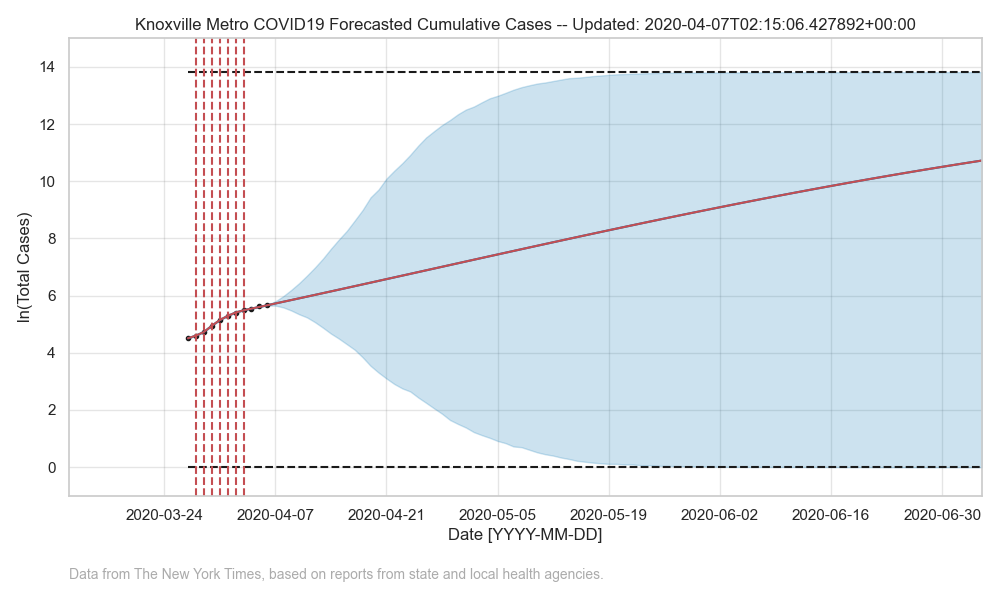 Knoxville Metro COVID19 Forecasted Cumulative Cases -- Updated: 2020-04-07T02:15:06.427892+00:00
ln(Total Cases)
14
12
10
8
6
4
2
0
2020-03-24 2020-04-07 2020-04-21 2020-05-05 2020-05-19 2020-06-02 2020-06-16 2020-06-30
Date [YYYY-MM-DD]
Data from The New York Times, based on reports from state and local health agencies.